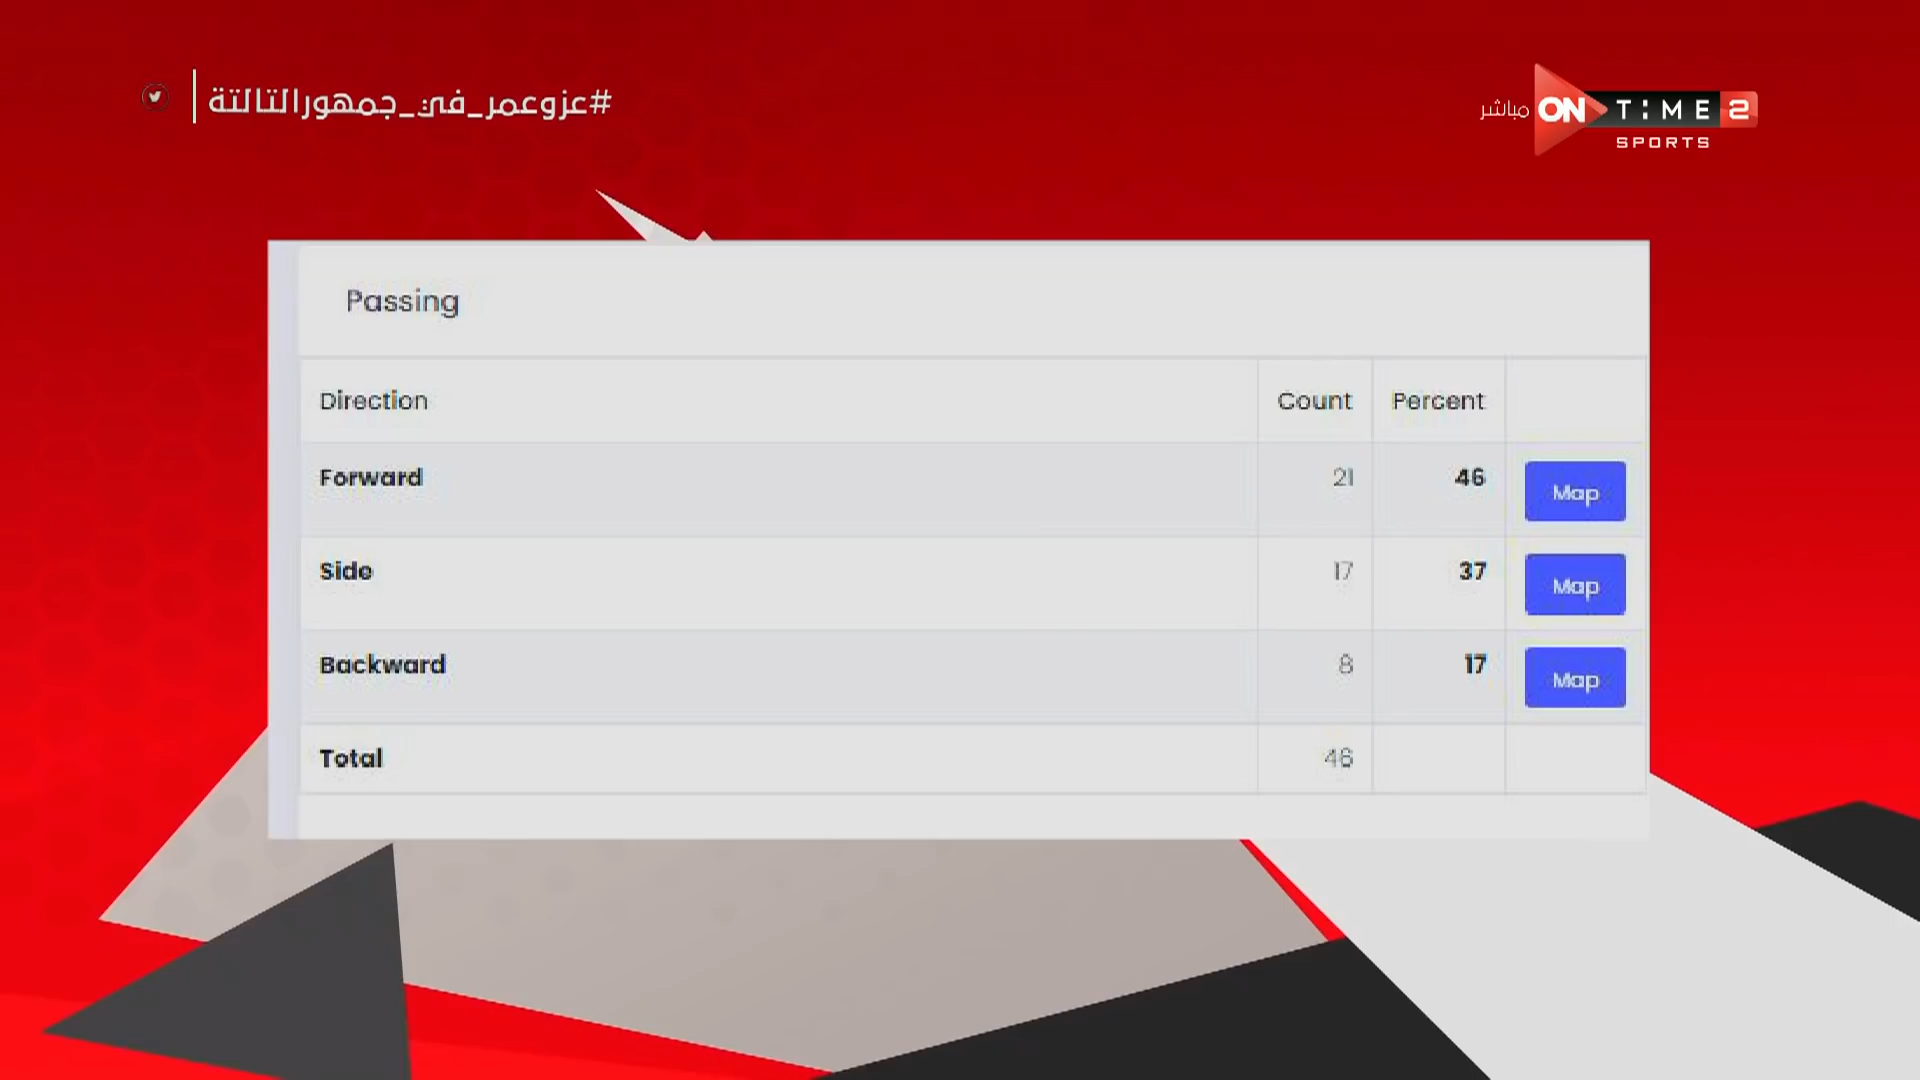 #عزوعمر_في_جمهورالتالتة
مباشر ON TIME 2
SPORTS
Passing
Direction Count Percent
Forward 21 46 Map
Side 17 37 Map
Backward 8 17 Map
Total 46